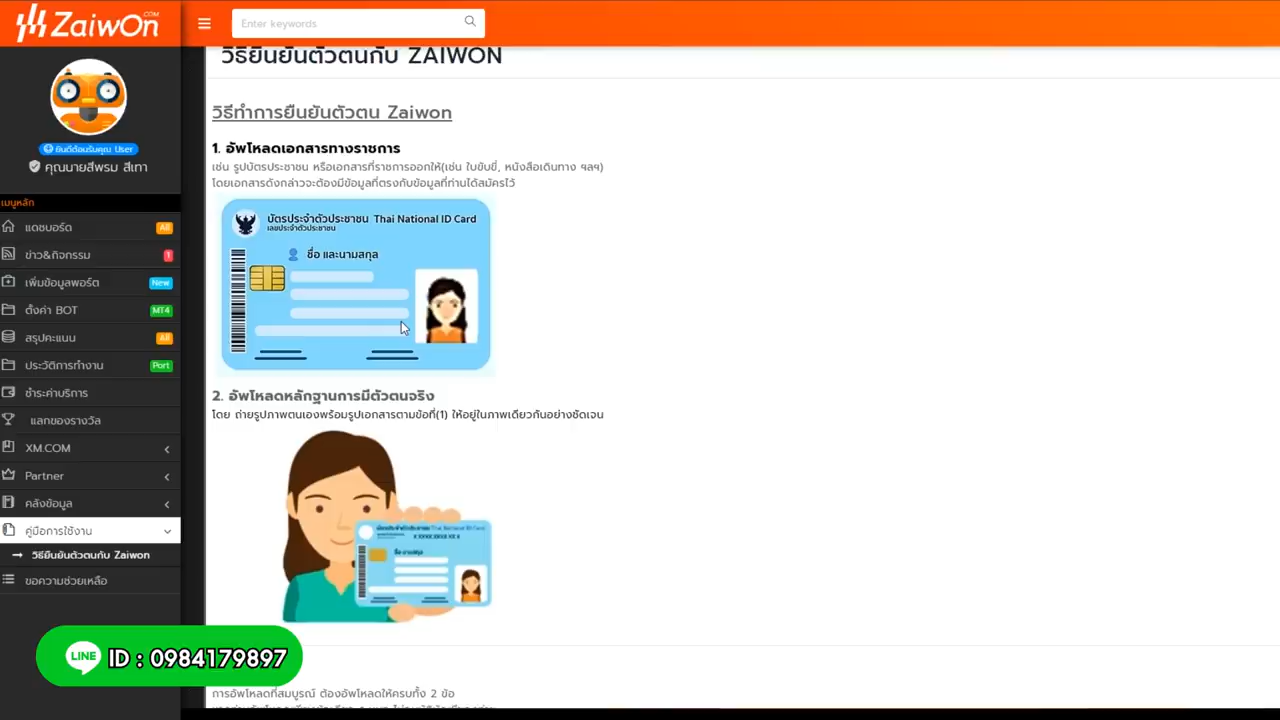 ZaiwOn
.COM
Enter keywords
ยินดีต้อนรับคุณ User
คุณนายสีพรม สีเทา
เมนูหลัก
แดชบอร์ด All
ข่าว&กิจกรรม 1
เพิ่มข้อมูลพอร์ต New
ตั้งค่า BOT MT4
สรุปคะแนน All
ประวัติการทำงาน Port
ชำระค่าบริการ
แลกของรางวัล
XM.COM
Partner
คลังข้อมูล
คู่มือการใช้งาน
วิธียืนยันตัวตนกับ Zaiwon
ขอความช่วยเหลือ
วิธียืนยันตัวตนกับ ZAIWON
วิธีทำการยืนยันตัวตน Zaiwon
1. อัพโหลดเอกสารทางราชการ
เช่น รูปบัตรประชาชน หรือเอกสารที่ราชการออกให้(เช่น ใบขับขี่, หนังสือเดินทาง ฯลฯ)
โดยเอกสารดังกล่าวจะต้องมีข้อมูลที่ตรงกับข้อมูลที่ท่านได้สมัครไว้
บัตรประจำตัวประชาชน Thai National ID Card
เลขประจำตัวประชาชน
ชื่อ และนามสกุล
2. อัพโหลดหลักฐานการมีตัวตนจริง
โดย ถ่ายรูปภาพตนเองพร้อมรูปเอกสารตามข้อที่(1) ให้อยู่ในภาพเดียวกันอย่างชัดเจน
บัตรประจำตัวประชาชน Thai National ID Card
LINE ID : 0984179897
การอัพโหลดที่สมบูรณ์ ต้องอัพโหลดให้ครบทั้ง 2 ข้อ